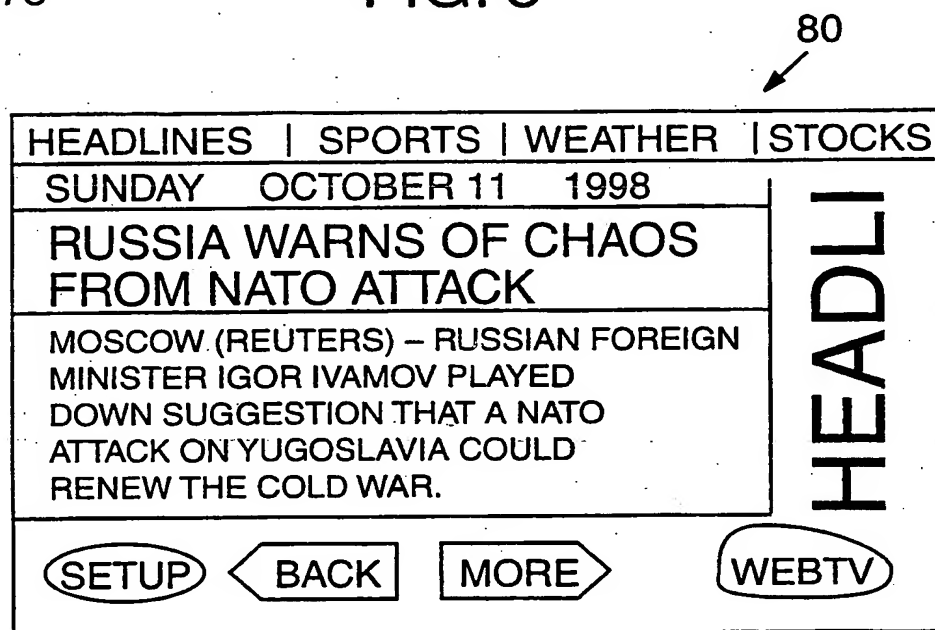 80
HEADLINES | SPORTS | WEATHER | STOCKS
SUNDAY OCTOBER 11 1998
RUSSIA WARNS OF CHAOS
FROM NATO ATTACK
MOSCOW (REUTERS) – RUSSIAN FOREIGN
MINISTER IGOR IVAMOV PLAYED
DOWN SUGGESTION THAT A NATO
ATTACK ON YUGOSLAVIA COULD
RENEW THE COLD WAR.
HEADLI
SETUP BACK MORE WEBTV